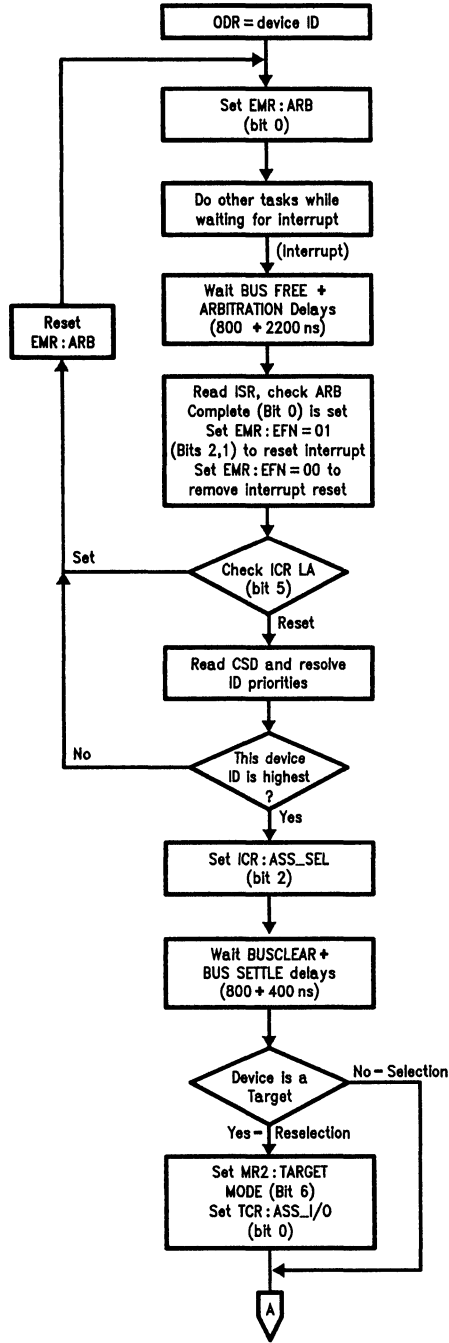 ODR = device ID
Set EMR : ARB
(bit 0)
Do other tasks while
waiting for interrupt
(Interrupt)
Wait BUS FREE +
ARBITRATION Delays
(800 + 2200 ns)
Reset
EMR : ARB
Read ISR, check ARB
Complete (Bit 0) is set
Set EMR : EFN = 01
(Bits 2,1) to reset interrupt
Set EMR : EFN = 00 to
remove interrupt reset
Set
Check ICR LA
(bit 5)
Reset
Read CSD and resolve
ID priorities
No
This device
ID is highest
?
Yes
Set ICR : ASS_SEL
(bit 2)
Wait BUSCLEAR +
BUS SETTLE delays
(800 + 400 ns)
Device is a
Target
No – Selection
Yes – Reselection
Set MR2 : TARGET
MODE (Bit 6)
Set TCR : ASS_I/O
(bit 0)
A